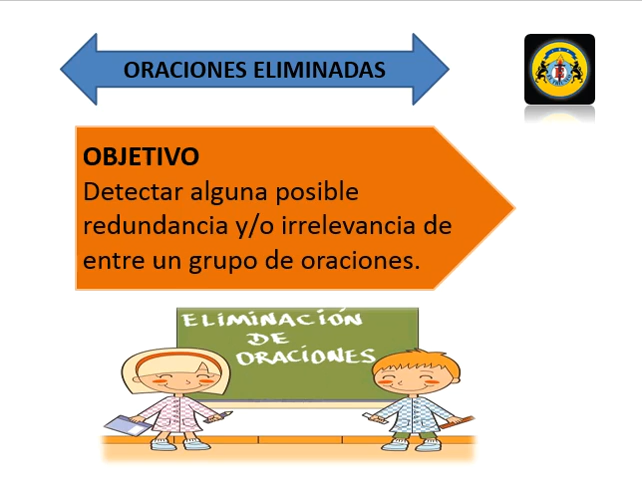 ORACIONES ELIMINADAS
OBJETIVO
Detectar alguna posible
redundancia y/o irrelevancia de
entre un grupo de oraciones.
ELIMINACIÓN
DE
ORACIONES